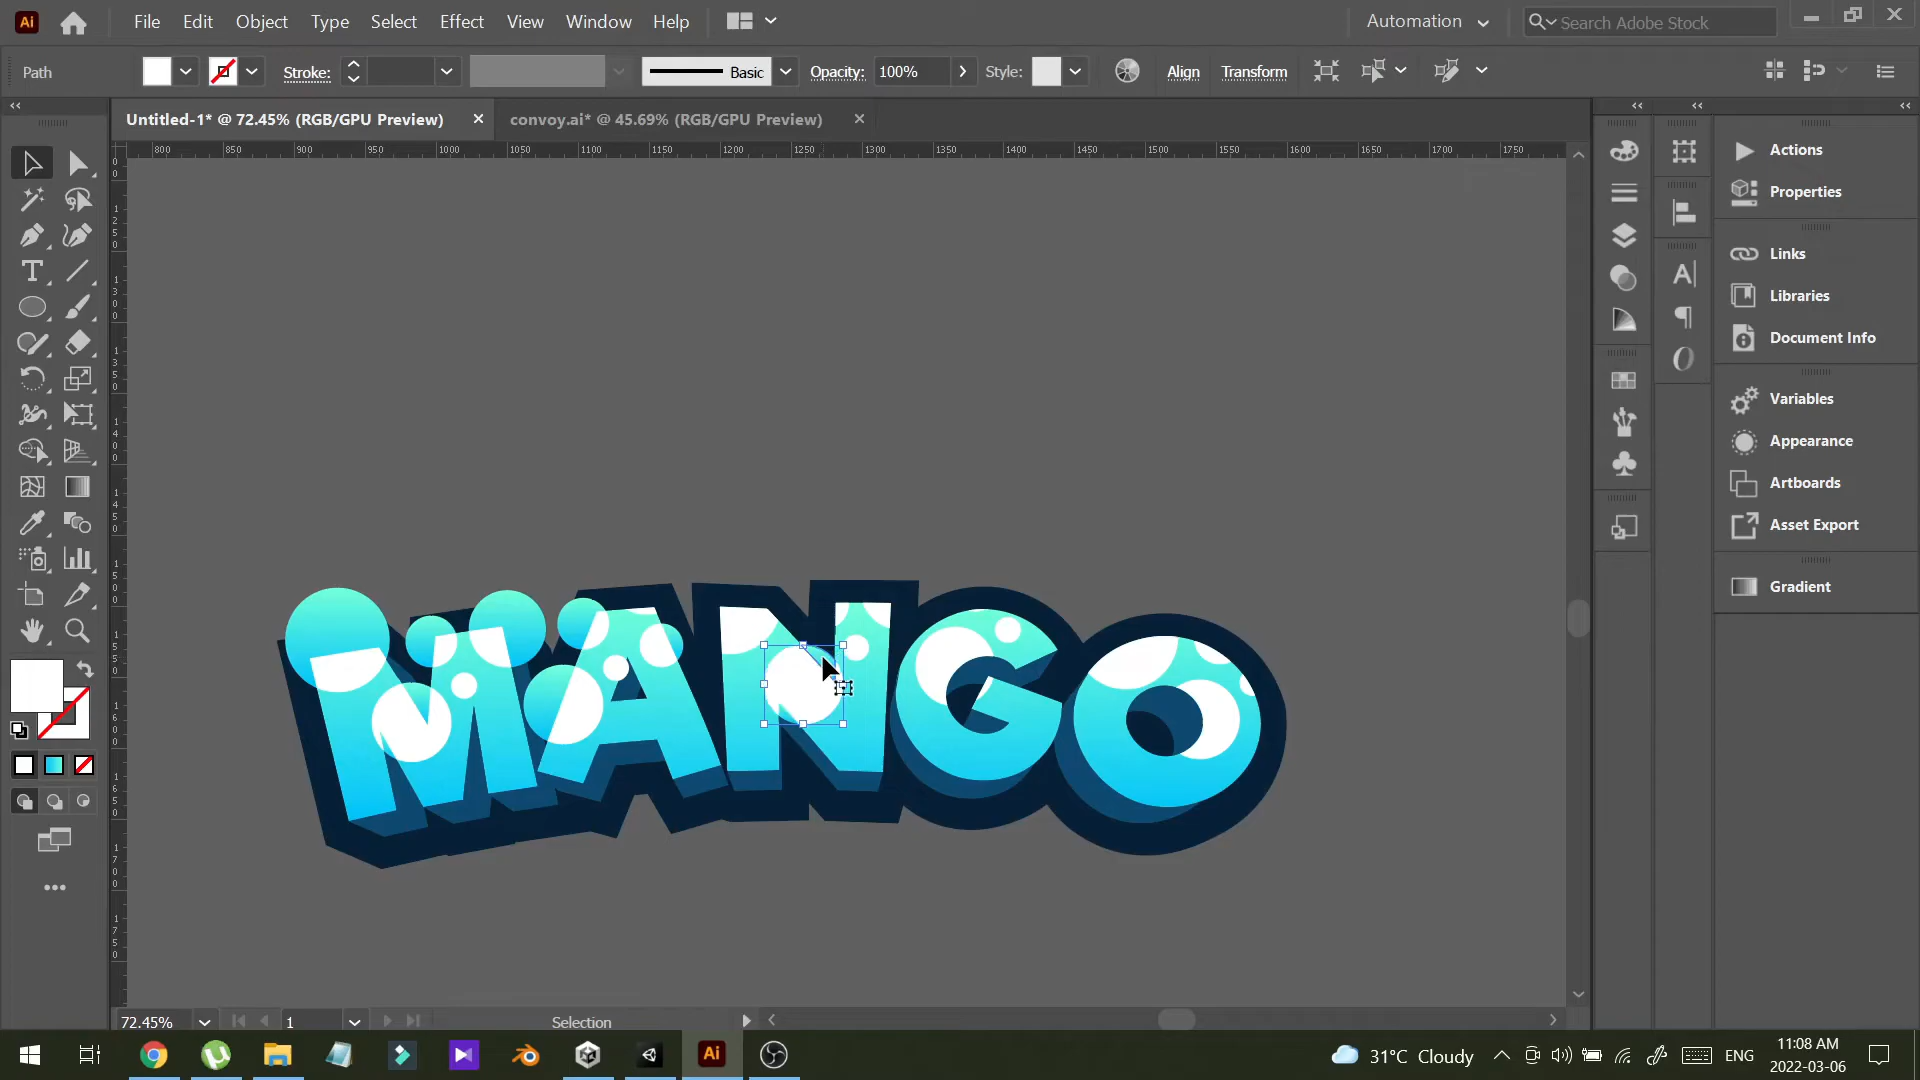 Ai File Edit Object Type Select Effect View Window Help Automation Search Adobe Stock
Path Stroke: Basic Opacity: 100% Style: Align Transform
Untitled-1* @ 72.45% (RGB/GPU Preview) convoy.ai* @ 45.69% (RGB/GPU Preview)
800 850 900 950 1000 1050 1100 1150 1200 1250 1300 1350 1400 1450 1500 1550 1600 1650 1700 1750
Actions
Properties
Links
Libraries
Document Info
Variables
Appearance
Artboards
Asset Export
Gradient
MANGO
72.45% 1 Selection
Ai 31°C Cloudy ENG 11:08 AM
2022-03-06